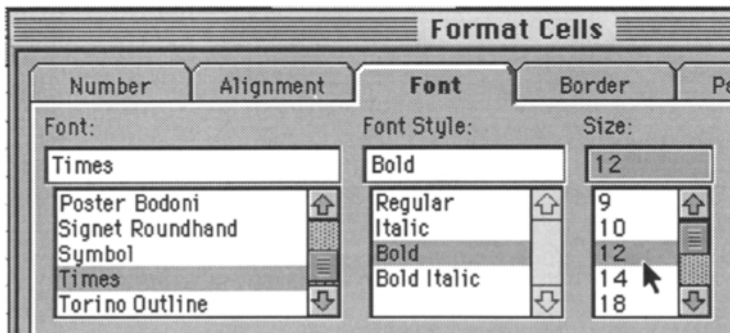 Format Cells
Number Alignment Font Border
Font: Font Style: Size:
Times Bold 12
Poster Bodoni Regular 9
Signet Roundhand Italic 10
Symbol Bold 12
Times Bold Italic 14
Torino Outline 18